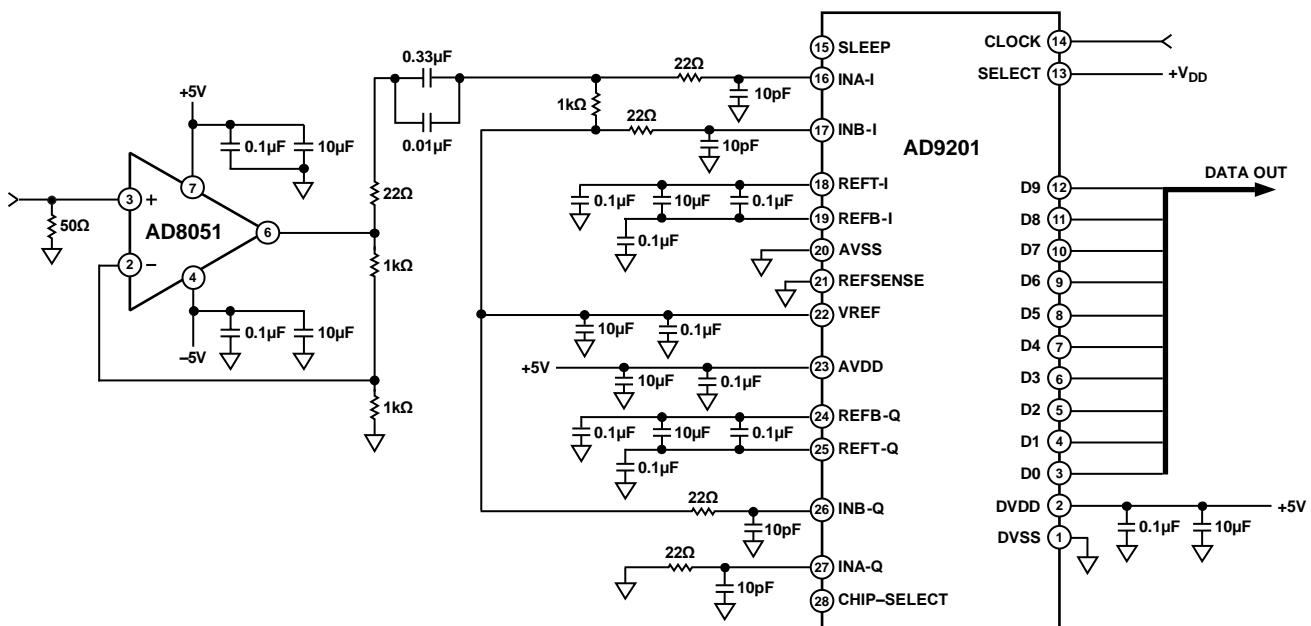 +5V
0.1µF
10µF
3
+
50Ω
AD8051
7
6
2
−
4
0.1µF
10µF
–5V
0.33µF
0.01µF
22Ω
1kΩ
1kΩ
22Ω
10pF
1kΩ
22Ω
10pF
0.1µF
10µF
0.1µF
0.1µF
10µF
0.1µF
+5V
10µF
0.1µF
0.1µF
10µF
0.1µF
0.1µF
22Ω
10pF
22Ω
10pF
15 SLEEP
16 INA-I
17 INB-I
18 REFT-I
19 REFB-I
20 AVSS
21 REFSENSE
22 VREF
23 AVDD
24 REFB-Q
25 REFT-Q
26 INB-Q
27 INA-Q
28 CHIP–SELECT
AD9201
CLOCK 14
SELECT 13
+VDD
DATA OUT
D9 12
D8 11
D7 10
D6 9
D5 8
D4 7
D3 6
D2 5
D1 4
D0 3
DVDD 2
+5V
DVSS 1
0.1µF
10µF